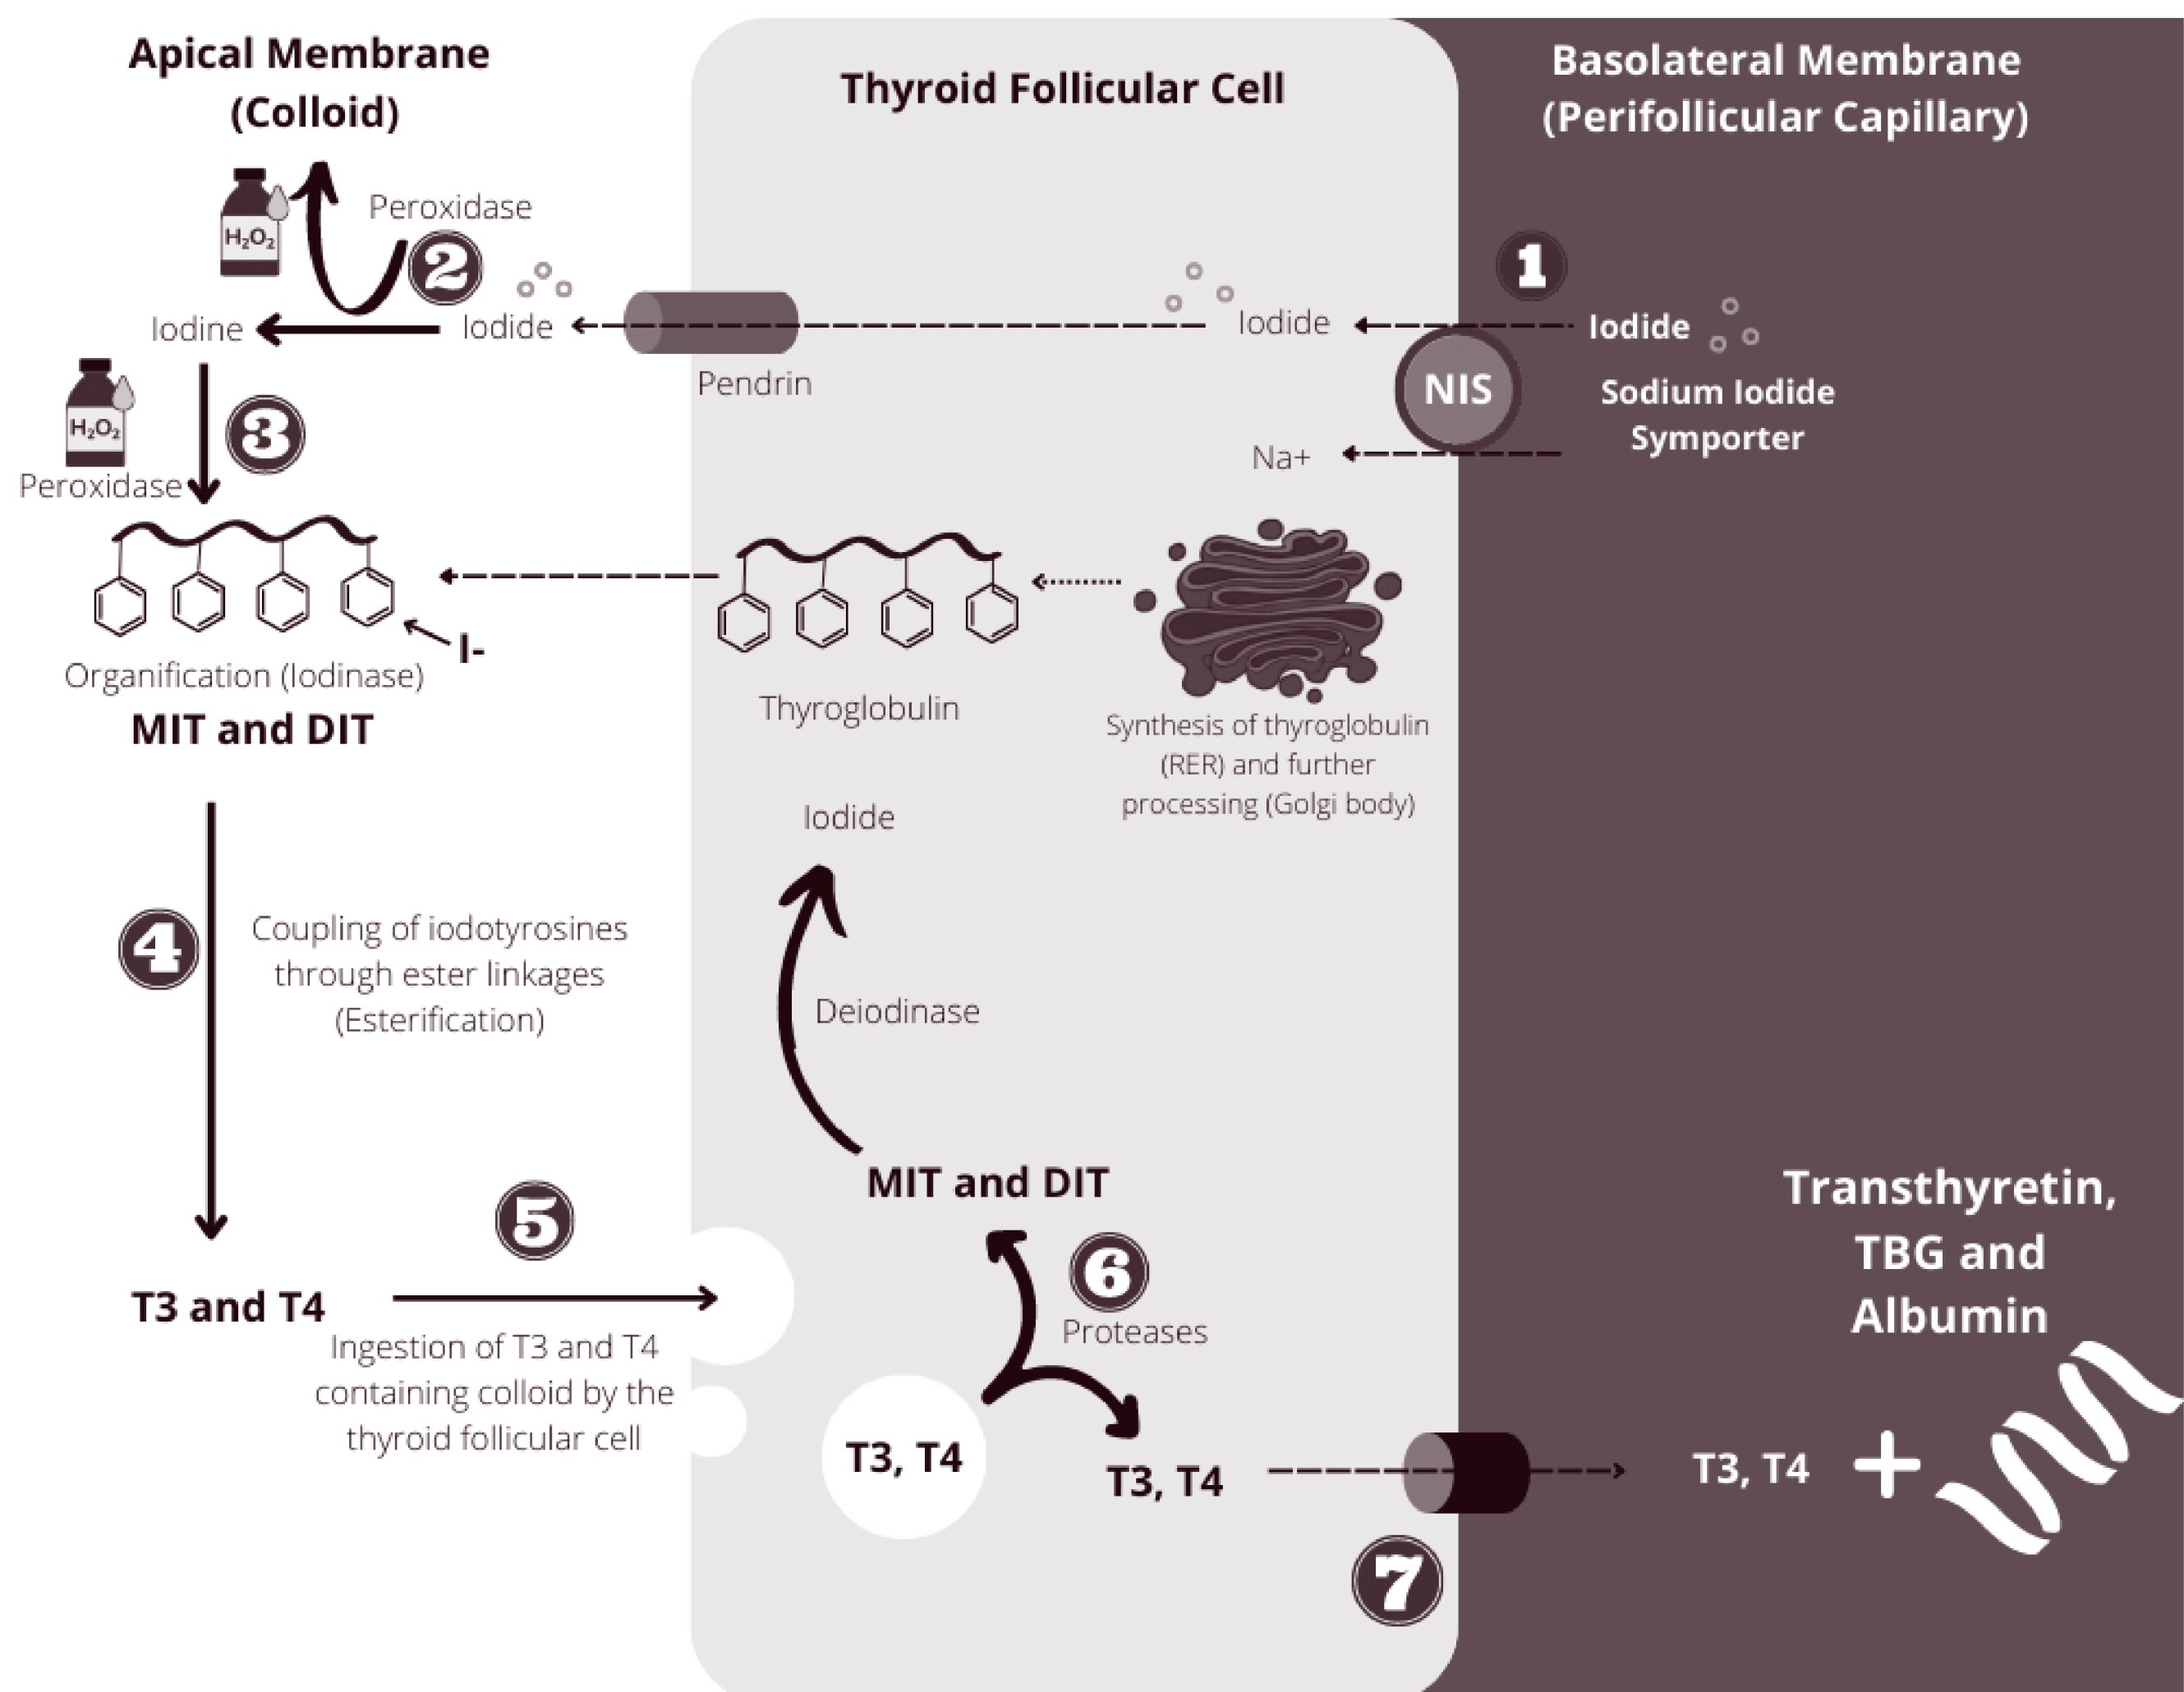 Apical Membrane
(Colloid)
Thyroid Follicular Cell
Basolateral Membrane
(Perifollicular Capillary)
H₂O₂
Peroxidase
2
Iodine
Iodide
Pendrin
Iodide
1
Iodide
NIS
Sodium Iodide
Symporter
Na+
H₂O₂
3
Peroxidase
I-
Organification (Iodinase)
MIT and DIT
Thyroglobulin
Synthesis of thyroglobulin
(RER) and further
processing (Golgi body)
Iodide
4
Coupling of iodotyrosines
through ester linkages
(Esterification)
Deiodinase
MIT and DIT
5
T3 and T4
Ingestion of T3 and T4
containing colloid by the
thyroid follicular cell
6
Proteases
T3, T4
T3, T4
7
Transthyretin,
TBG and
Albumin
T3, T4
+